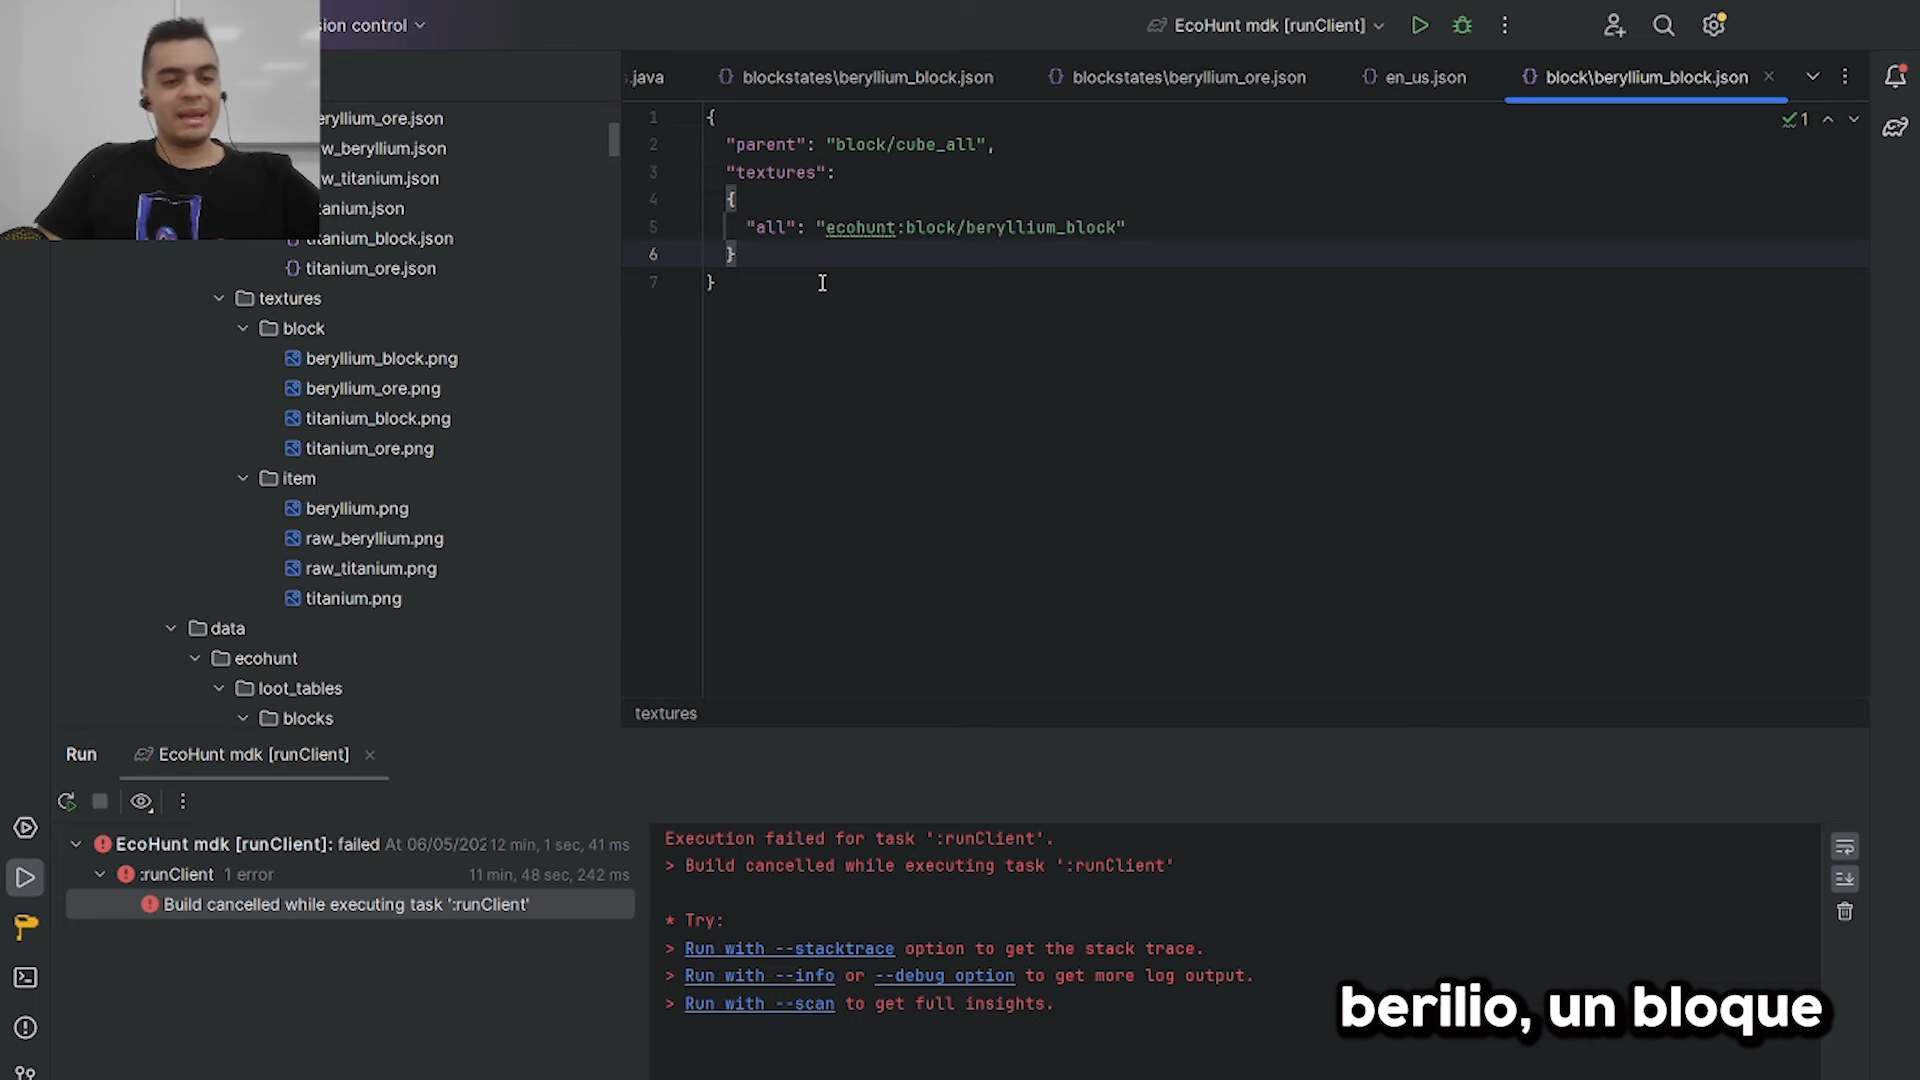 sion control
EcoHunt mdk [runClient]
.java
blockstates\beryllium_block.json
blockstates\beryllium_ore.json
en_us.json
block\beryllium_block.json
eryllium_ore.json
w_beryllium.json
w_titanium.json
tanium.json
titanium_block.json
titanium_ore.json
textures
block
beryllium_block.png
beryllium_ore.png
titanium_block.png
titanium_ore.png
item
beryllium.png
raw_beryllium.png
raw_titanium.png
titanium.png
data
ecohunt
loot_tables
blocks
1 {
2 "parent": "block/cube_all",
3 "textures":
4 {
5 "all": "ecohunt:block/beryllium_block"
6 }
7 }
1
textures
Run
EcoHunt mdk [runClient]
EcoHunt mdk [runClient]: failed At 06/05/202 12 min, 1 sec, 41 ms
:runClient 1 error 11 min, 48 sec, 242 ms
Build cancelled while executing task ':runClient'
Execution failed for task ':runClient'.
> Build cancelled while executing task ':runClient'
* Try:
> Run with --stacktrace option to get the stack trace.
> Run with --info or --debug option to get more log output.
> Run with --scan to get full insights.
berilio, un bloque